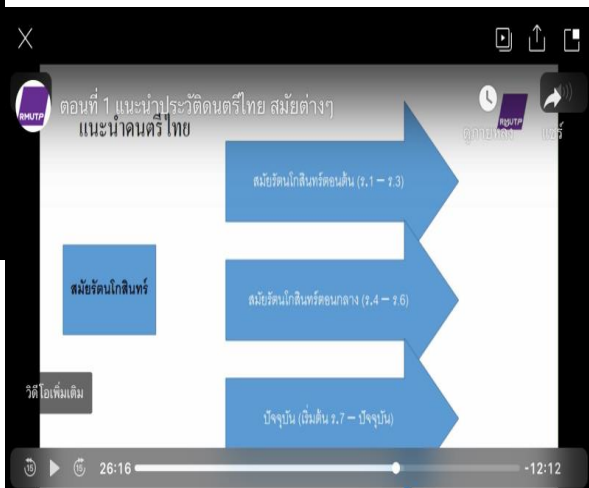 RMUTP
ตอนที่ 1 แนะนำประวัติดนตรีไทย สมัยต่างๆ
RMUTP
ดูภายหลัง
แชร์
แนะนำดนตรีไทย
สมัยรัตนโกสินทร์ตอนต้น (ร.1 – ร.3)
สมัยรัตนโกสินทร์
สมัยรัตนโกสินทร์ตอนกลาง (ร.4 – ร.6)
วิดีโอเพิ่มเติม
ปัจจุบัน (เริ่มต้น ร.7 – ปัจจุบัน)
15
15
26:16
-12:12